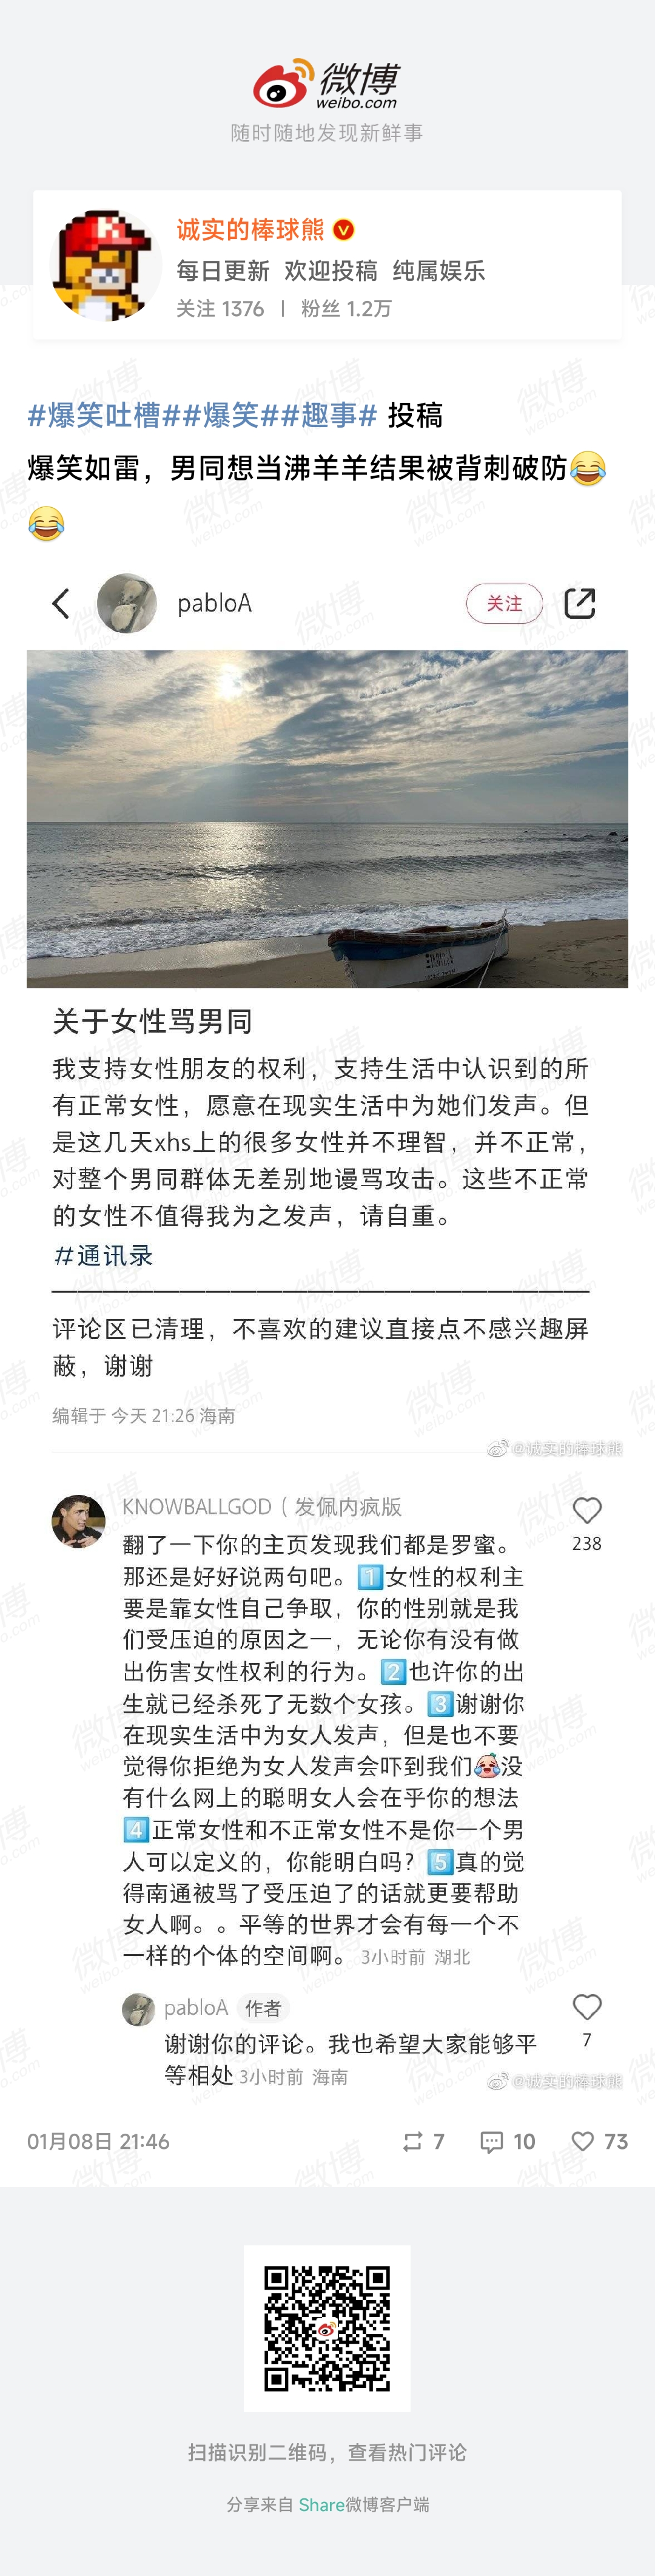 微博
weibo.com
随时随地发现新鲜事
诚实的棒球熊
每日更新 欢迎投稿 纯属娱乐
关注 1376 | 粉丝 1.2万
#爆笑吐槽##爆笑##趣事# 投稿
爆笑如雷，男同想当沸羊羊结果被背刺破防😂
😂
pabloA
关注
关于女性骂男同
我支持女性朋友的权利，支持生活中认识到的所
有正常女性，愿意在现实生活中为她们发声。但
是这几天xhs上的很多女性并不理智，并不正常，
对整个男同群体无差别地谩骂攻击。这些不正常
的女性不值得我为之发声，请自重。
#通讯录
————————————————————
评论区已清理，不喜欢的建议直接点不感兴趣屏
蔽，谢谢
编辑于 今天 21:26 海南
@诚实的棒球熊
KNOWBALLGOD（发佩内疯版
翻了一下你的主页发现我们都是罗蜜。
238
那还是好好说两句吧。1️⃣女性的权利主
要是靠女性自己争取，你的性别就是我
们受压迫的原因之一，无论你有没有做
出伤害女性权利的行为。2️⃣也许你的出
生就已经杀死了无数个女孩。3️⃣谢谢你
在现实生活中为女人发声，但是也不要
觉得你拒绝为女人发声会吓到我们没
有什么网上的聪明女人会在乎你的想法
4️⃣正常女性和不正常女性不是你一个男
人可以定义的，你能明白吗？5️⃣真的觉
得南通被骂了受压迫了的话就更要帮助
女人啊。。平等的世界才会有每一个不
一样的个体的空间啊。 3小时前 湖北
pabloA 作者
谢谢你的评论。我也希望大家能够平
7
等相处 3小时前 海南
@诚实的棒球熊
01月08日 21:46
7
10
73
扫描识别二维码，查看热门评论
分享来自 Share微博客户端